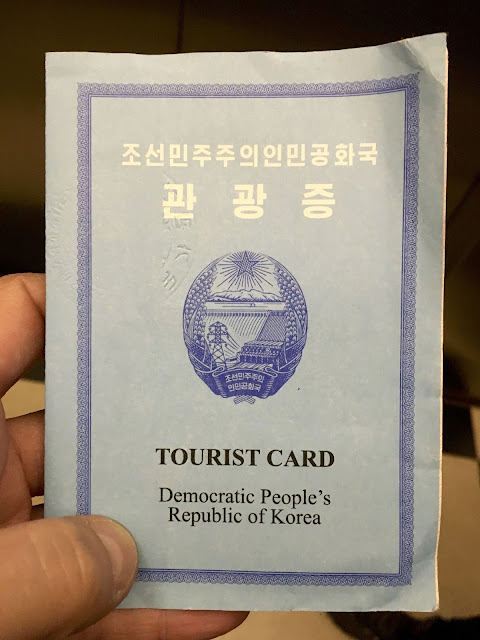 조선민주주의인민공화국
관광증
조선민주주의
인민공화국
TOURIST CARD
Democratic People's
Republic of Korea